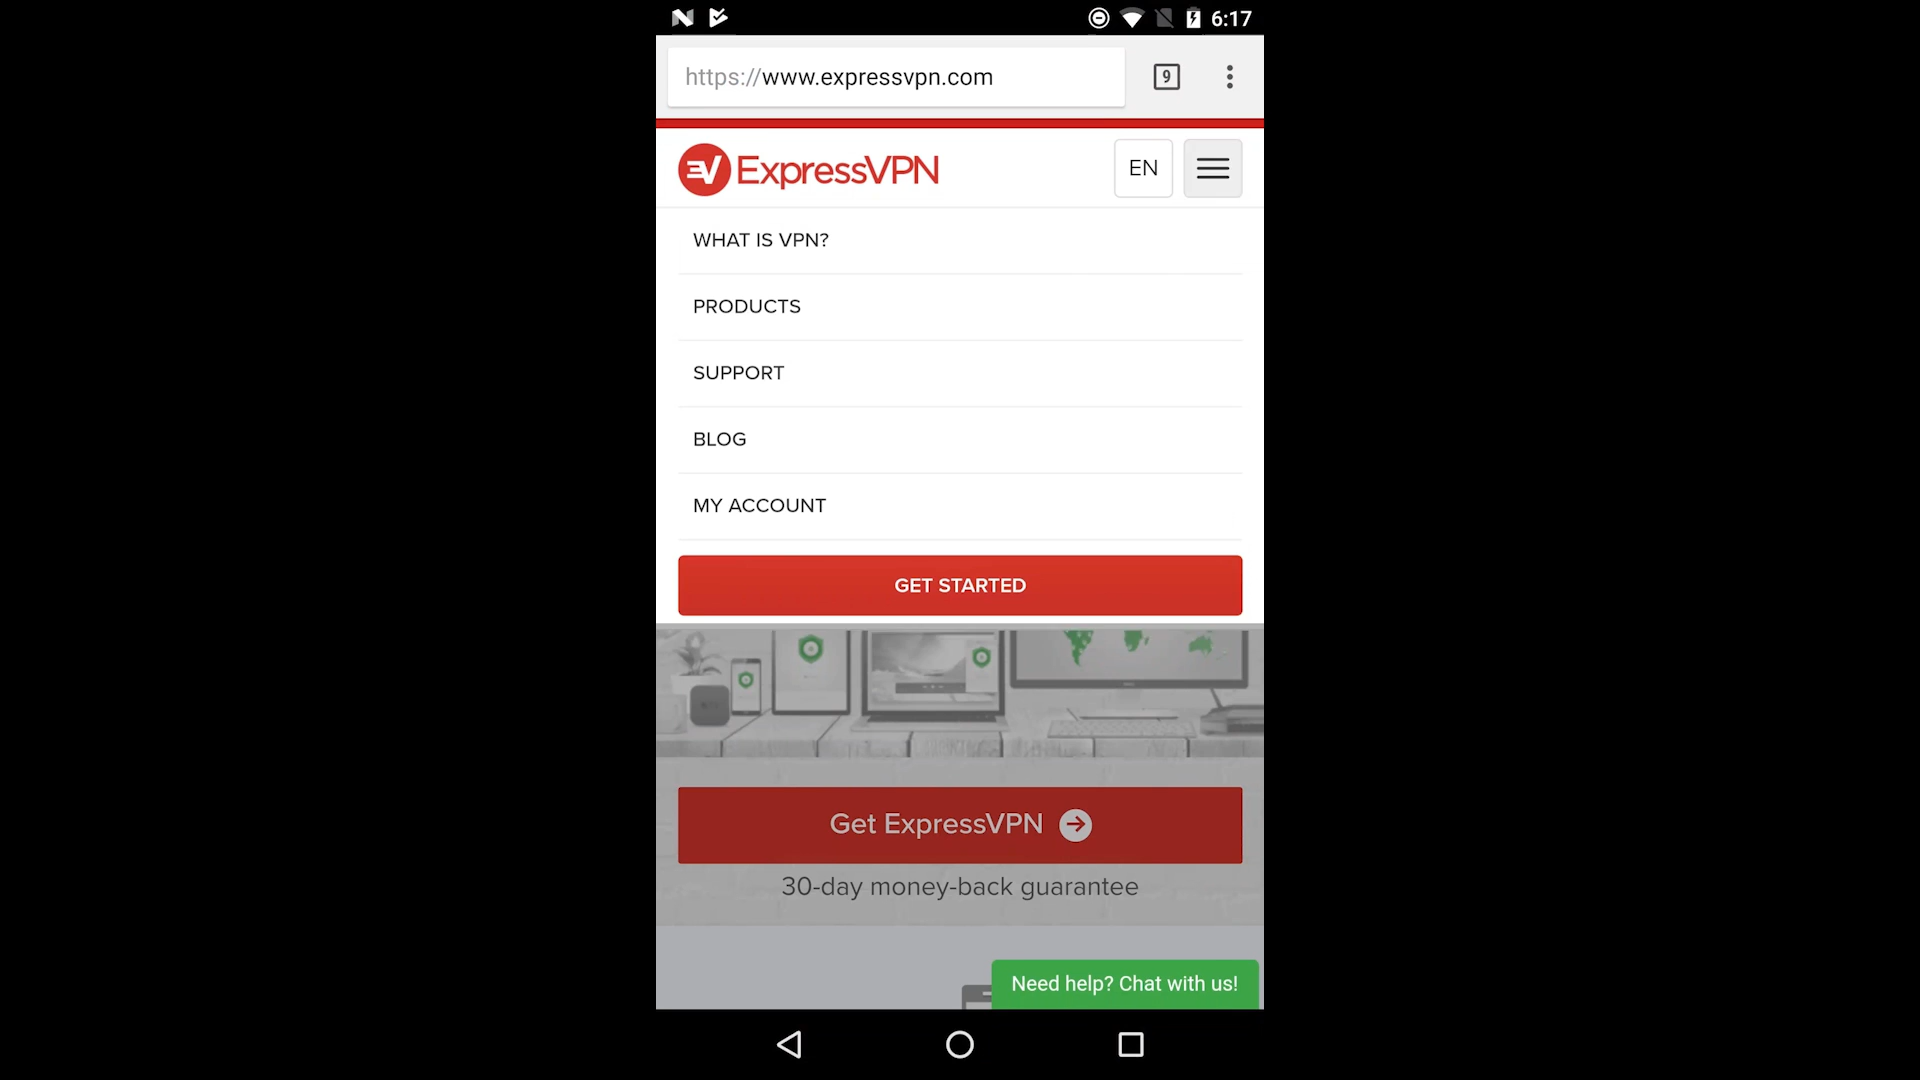 6:17
https://www.expressvpn.com
9
ExpressVPN
EN
WHAT IS VPN?
PRODUCTS
SUPPORT
BLOG
MY ACCOUNT
GET STARTED
Get ExpressVPN
30-day money-back guarantee
Need help? Chat with us!